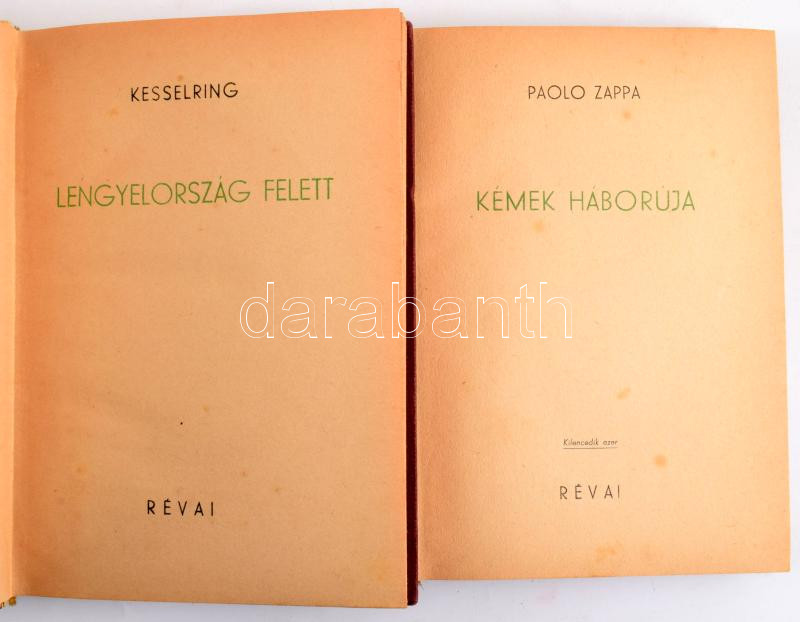 KESSELRING
LENGYELORSZÁG FELETT
RÉVAI
PAOLO ZAPPA
KÉMEK HÁBORÚJA
Kilencedik ezer
RÉVAI
darabanth